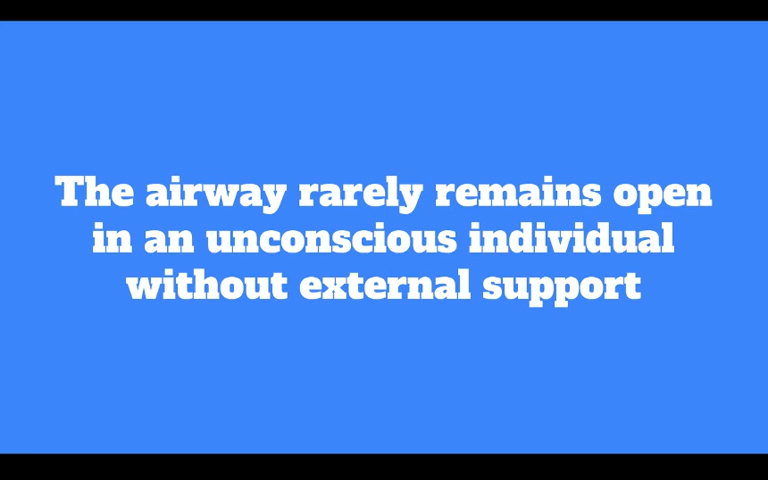 The airway rarely remains open
in an unconscious individual
without external support